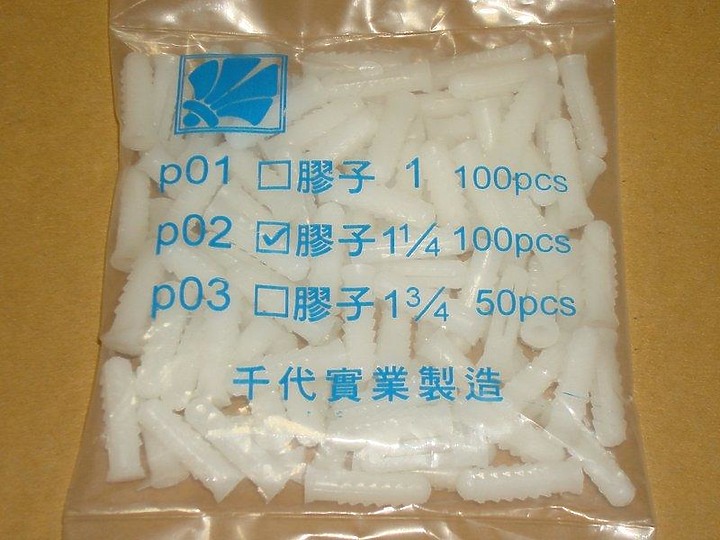 p01 □膠子 1 100pcs
p02 ☑膠子 1¼ 100pcs
p03 □膠子 1¾ 50pcs
千代實業製造